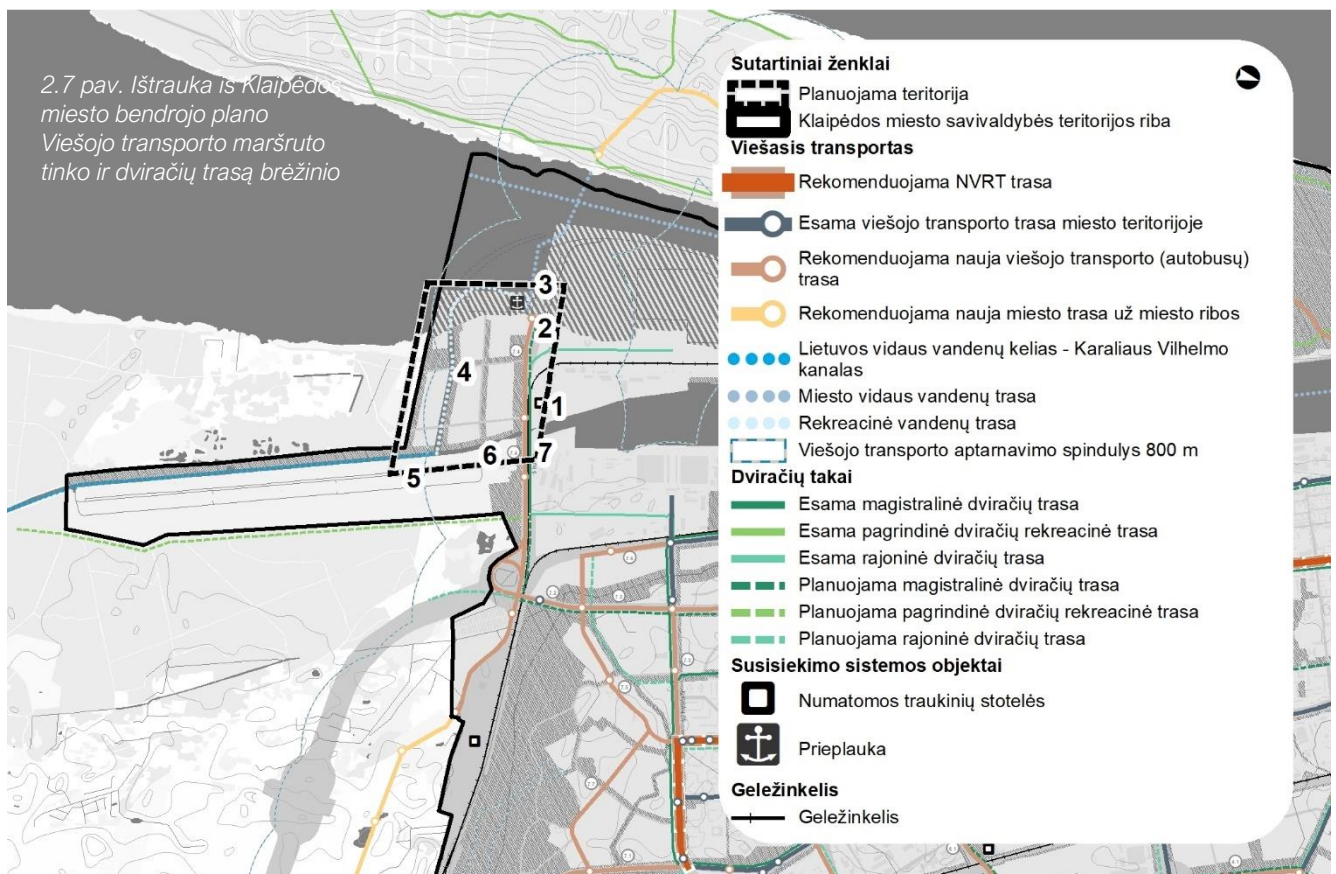 2.7 pav. Ištrauka iš Klaipėdos
miesto bendrojo plano
Viešojo transporto maršruto
tinko ir dviračių trasą brėžinio
Sutartiniai ženklai
Planuojama teritorija
Klaipėdos miesto savivaldybės teritorijos riba
Viešasis transportas
Rekomenduojama NVRT trasa
Esama viešojo transporto trasa miesto teritorijoje
Rekomenduojama nauja viešojo transporto (autobusų)
trasa
Rekomenduojama nauja miesto trasa už miesto ribos
Lietuvos vidaus vandenų kelias - Karaliaus Vilhelmo
kanalas
Miesto vidaus vandenų trasa
Rekreacinė vandenų trasa
Viešojo transporto aptarnavimo spindulys 800 m
Dviračių takai
Esama magistralinė dviračių trasa
Esama pagrindinė dviračių rekreacinė trasa
Esama rajoninė dviračių trasa
Planuojama magistralinė dviračių trasa
Planuojama pagrindinė dviračių rekreacinė trasa
Planuojama rajoninė dviračių trasa
Susisiekimo sistemos objektai
Numatomos traukinių stotelės
Prieplauka
Geležinkelis
Geležinkelis
3
2
4
1
7
6
5